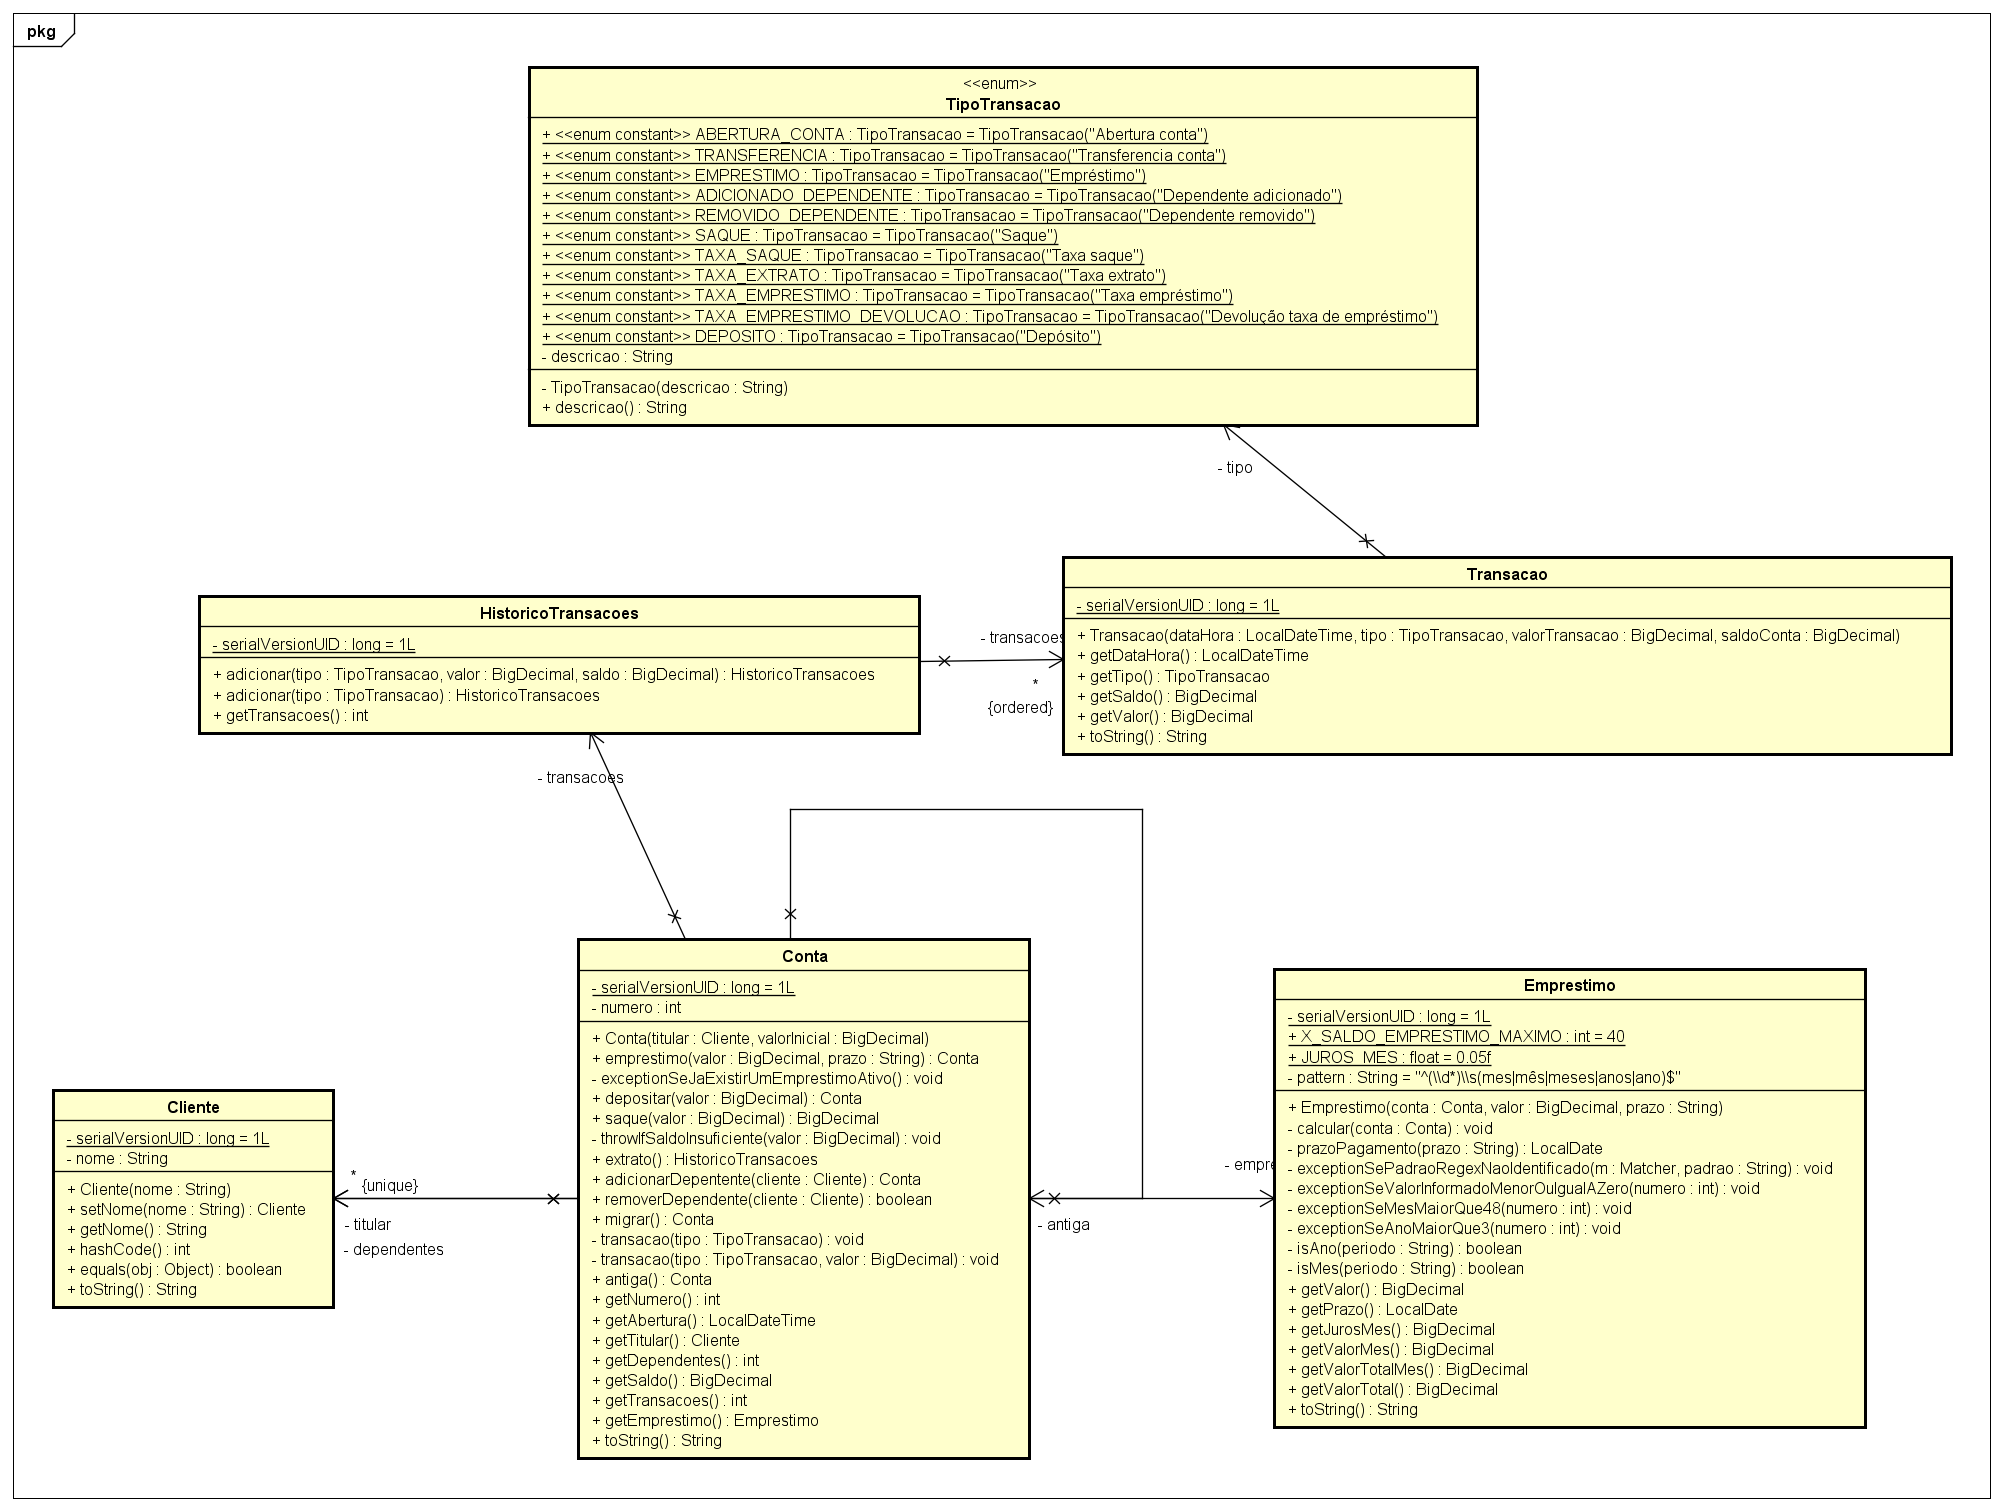 pkg
<<enum>>
TipoTransacao
+ <<enum constant>> ABERTURA_CONTA : TipoTransacao = TipoTransacao("Abertura conta")
+ <<enum constant>> TRANSFERENCIA : TipoTransacao = TipoTransacao("Transferencia conta")
+ <<enum constant>> EMPRESTIMO : TipoTransacao = TipoTransacao("Empréstimo")
+ <<enum constant>> ADICIONADO_DEPENDENTE : TipoTransacao = TipoTransacao("Dependente adicionado")
+ <<enum constant>> REMOVIDO_DEPENDENTE : TipoTransacao = TipoTransacao("Dependente removido")
+ <<enum constant>> SAQUE : TipoTransacao = TipoTransacao("Saque")
+ <<enum constant>> TAXA_SAQUE : TipoTransacao = TipoTransacao("Taxa saque")
+ <<enum constant>> TAXA_EXTRATO : TipoTransacao = TipoTransacao("Taxa extrato")
+ <<enum constant>> TAXA_EMPRESTIMO : TipoTransacao = TipoTransacao("Taxa empréstimo")
+ <<enum constant>> TAXA_EMPRESTIMO_DEVOLUCAO : TipoTransacao = TipoTransacao("Devolução taxa de empréstimo")
+ <<enum constant>> DEPOSITO : TipoTransacao = TipoTransacao("Depósito")
- descricao : String
- TipoTransacao(descricao : String)
+ descricao() : String
- tipo
Transacao
- serialVersionUID : long = 1L
+ Transacao(dataHora : LocalDateTime, tipo : TipoTransacao, valorTransacao : BigDecimal, saldoConta : BigDecimal)
+ getDataHora() : LocalDateTime
+ getTipo() : TipoTransacao
+ getSaldo() : BigDecimal
+ getValor() : BigDecimal
+ toString() : String
HistoricoTransacoes
- serialVersionUID : long = 1L
+ adicionar(tipo : TipoTransacao, valor : BigDecimal, saldo : BigDecimal) : HistoricoTransacoes
+ adicionar(tipo : TipoTransacao) : HistoricoTransacoes
+ getTransacoes() : int
- transacoes
*
{ordered}
- transacoes
Conta
- serialVersionUID : long = 1L
- numero : int
+ Conta(titular : Cliente, valorInicial : BigDecimal)
+ emprestimo(valor : BigDecimal, prazo : String) : Conta
- exceptionSeJaExistirUmEmprestimoAtivo() : void
+ depositar(valor : BigDecimal) : Conta
+ saque(valor : BigDecimal) : BigDecimal
- throwIfSaldoInsuficiente(valor : BigDecimal) : void
+ extrato() : HistoricoTransacoes
+ adicionarDepentente(cliente : Cliente) : Conta
+ removerDependente(cliente : Cliente) : boolean
+ migrar() : Conta
- transacao(tipo : TipoTransacao) : void
- transacao(tipo : TipoTransacao, valor : BigDecimal) : void
+ antiga() : Conta
+ getNumero() : int
+ getAbertura() : LocalDateTime
+ getTitular() : Cliente
+ getDependentes() : int
+ getSaldo() : BigDecimal
+ getTransacoes() : int
+ getEmprestimo() : Emprestimo
+ toString() : String
Emprestimo
- serialVersionUID : long = 1L
+ X_SALDO_EMPRESTIMO_MAXIMO : int = 40
+ JUROS_MES : float = 0.05f
- pattern : String = "^(\\d*)\\s(mes|mês|meses|anos|ano)$"
+ Emprestimo(conta : Conta, valor : BigDecimal, prazo : String)
- calcular(conta : Conta) : void
- prazoPagamento(prazo : String) : LocalDate
- exceptionSePadraoRegexNaoIdentificado(m : Matcher, padrao : String) : void
- exceptionSeValorInformadoMenorOuIgualAZero(numero : int) : void
- exceptionSeMesMaiorQue48(numero : int) : void
- exceptionSeAnoMaiorQue3(numero : int) : void
- isAno(periodo : String) : boolean
- isMes(periodo : String) : boolean
+ getValor() : BigDecimal
+ getPrazo() : LocalDate
+ getJurosMes() : BigDecimal
+ getValorMes() : BigDecimal
+ getValorTotalMes() : BigDecimal
+ getValorTotal() : BigDecimal
+ toString() : String
- empre
- antiga
Cliente
- serialVersionUID : long = 1L
- nome : String
+ Cliente(nome : String)
+ setNome(nome : String) : Cliente
+ getNome() : String
+ hashCode() : int
+ equals(obj : Object) : boolean
+ toString() : String
*
{unique}
- titular
- dependentes